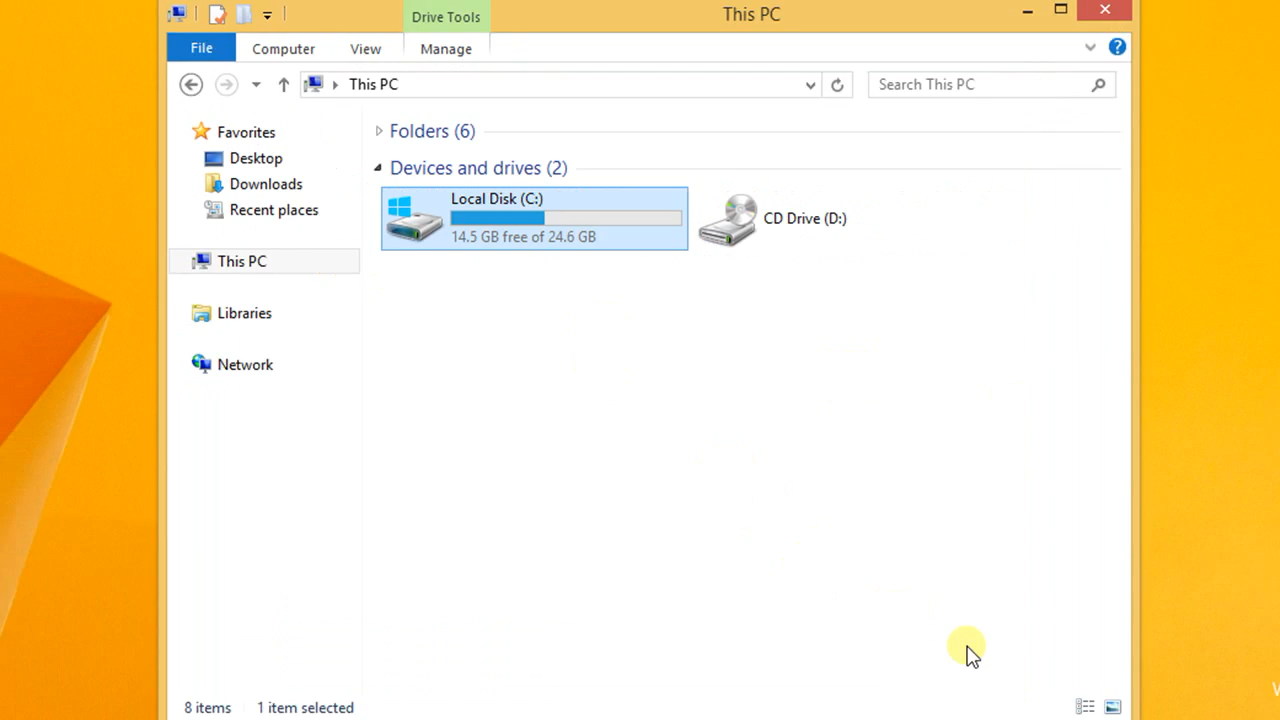 Drive Tools
This PC
File
Computer
View
Manage
This PC
Search This PC
Favorites
Desktop
Downloads
Recent places
This PC
Libraries
Network
Folders (6)
Devices and drives (2)
Local Disk (C:)
14.5 GB free of 24.6 GB
CD Drive (D:)
8 items
1 item selected